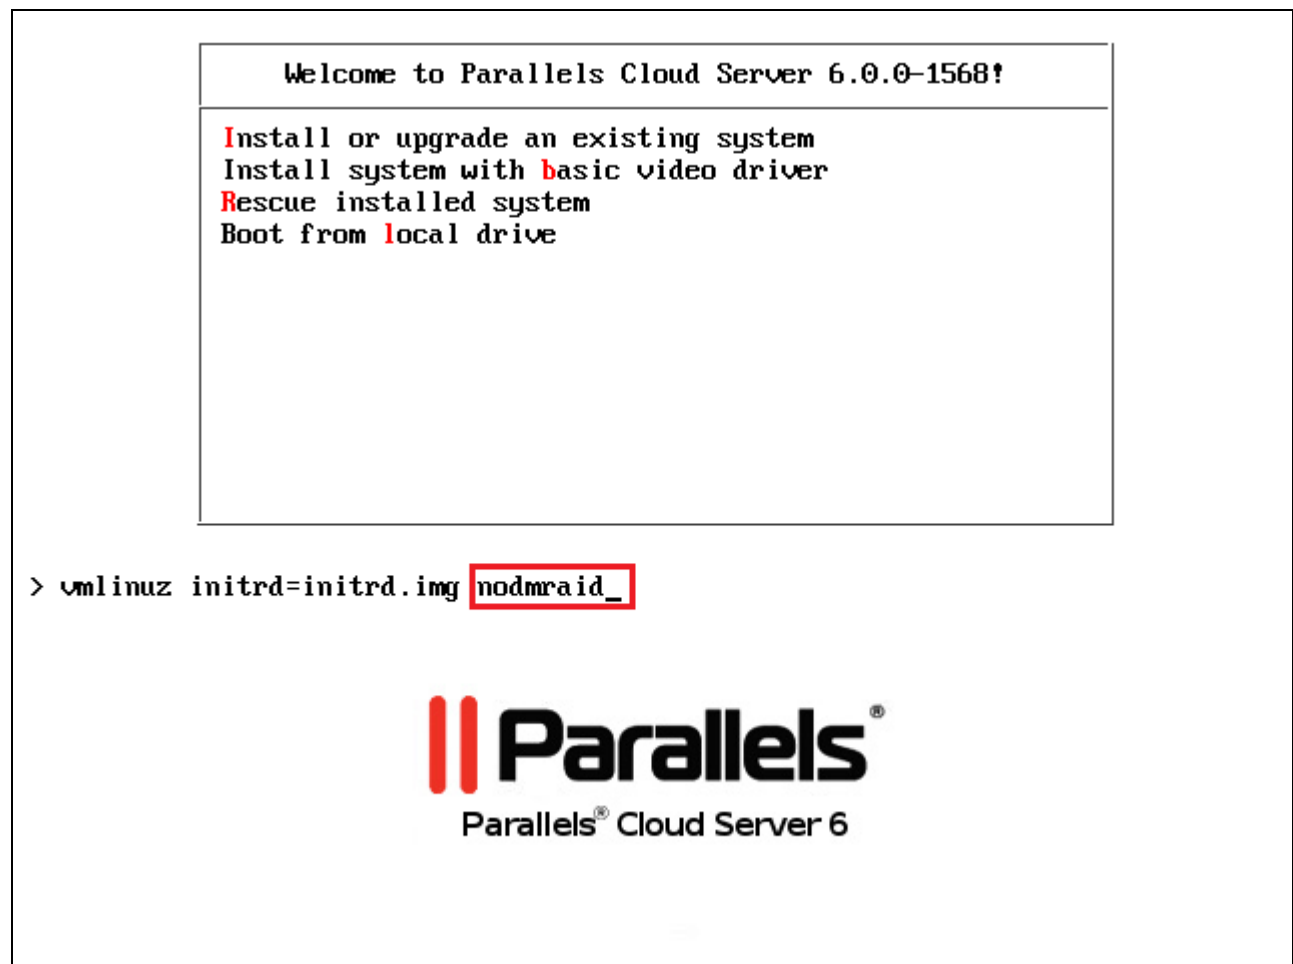 Welcome to Parallels Cloud Server 6.0.0-1568!
Install or upgrade an existing system
Install system with basic video driver
Rescue installed system
Boot from local drive
> vmlinuz initrd=initrd.img nodmraid_
Parallels®
Parallels® Cloud Server 6